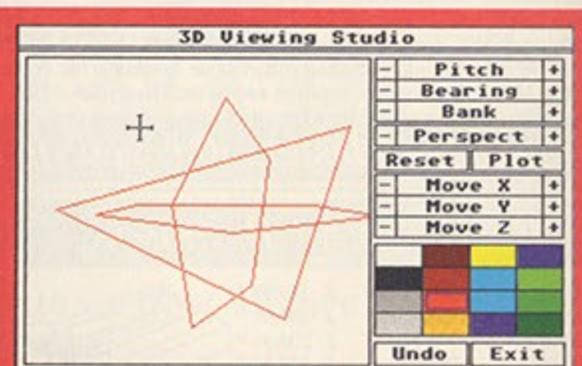 3D Viewing Studio
- Pitch +
- Bearing +
- Bank +
- Perspect +
Reset Plot
- Move X +
- Move Y +
- Move Z +
Undo Exit